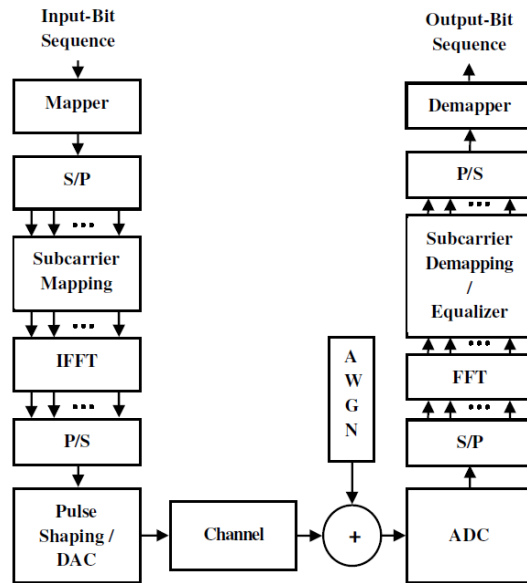 Input-Bit
Sequence
Mapper
S/P
...
Subcarrier
Mapping
...
IFFT
...
P/S
Pulse
Shaping /
DAC
Channel
A
W
G
N
+
Output-Bit
Sequence
Demapper
P/S
...
Subcarrier
Demapping
/
Equalizer
...
FFT
...
S/P
ADC